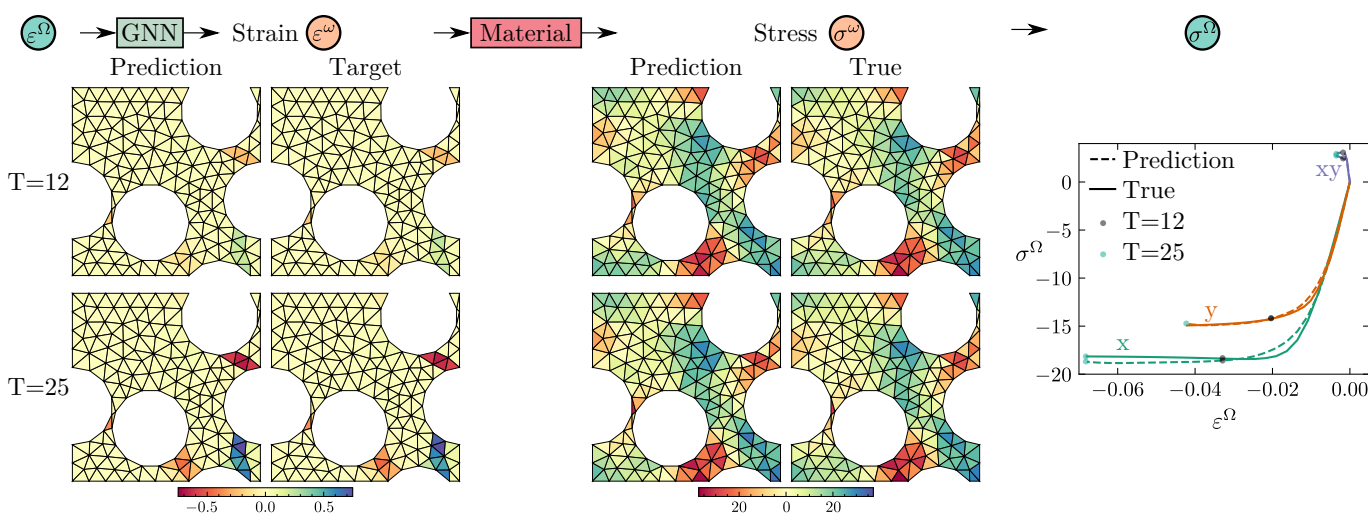 ε^Ω GNN Strain ε^ω Material Stress σ^ω σ^Ω
Prediction Target Prediction True
T=12
T=25
−0.5 0.0 0.5
20 0 20
Prediction
True
T=12
T=25
xy
y
x
0
−5
−10
−15
−20
σ^Ω
−0.06 −0.04 −0.02 0.00
ε^Ω